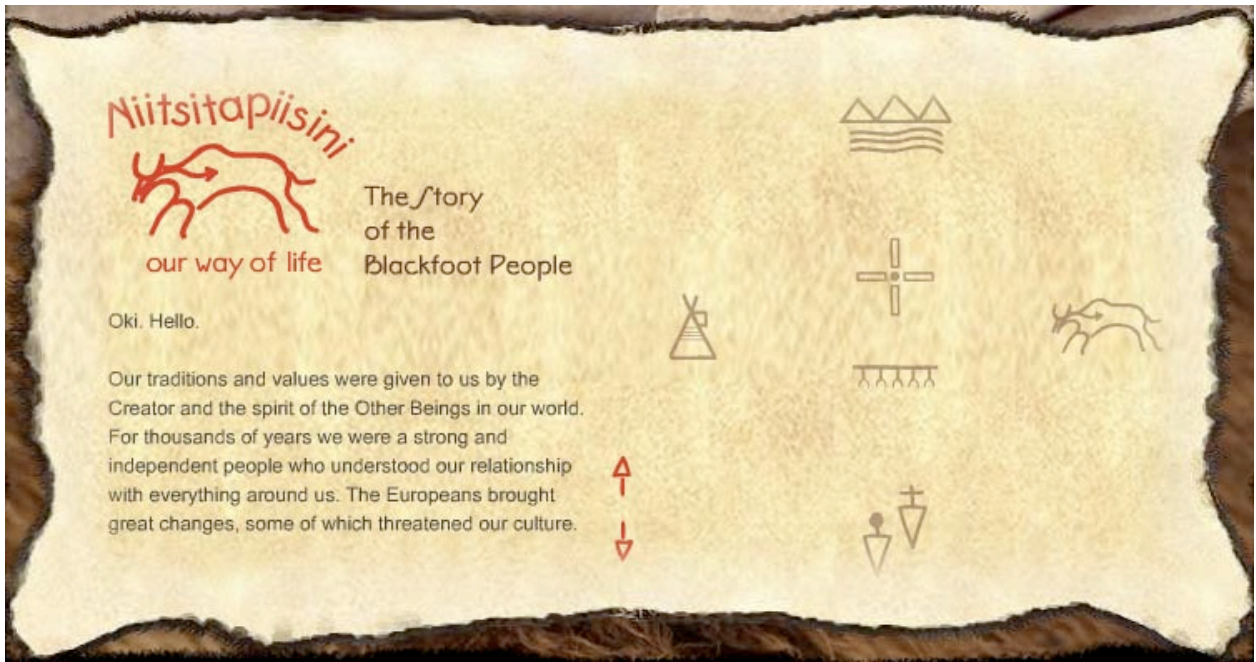 Niitsitapiisini
our way of life
The Story
of the
Blackfoot People
Oki. Hello.
Our traditions and values were given to us by the
Creator and the spirit of the Other Beings in our world.
For thousands of years we were a strong and
independent people who understood our relationship
with everything around us. The Europeans brought
great changes, some of which threatened our culture.